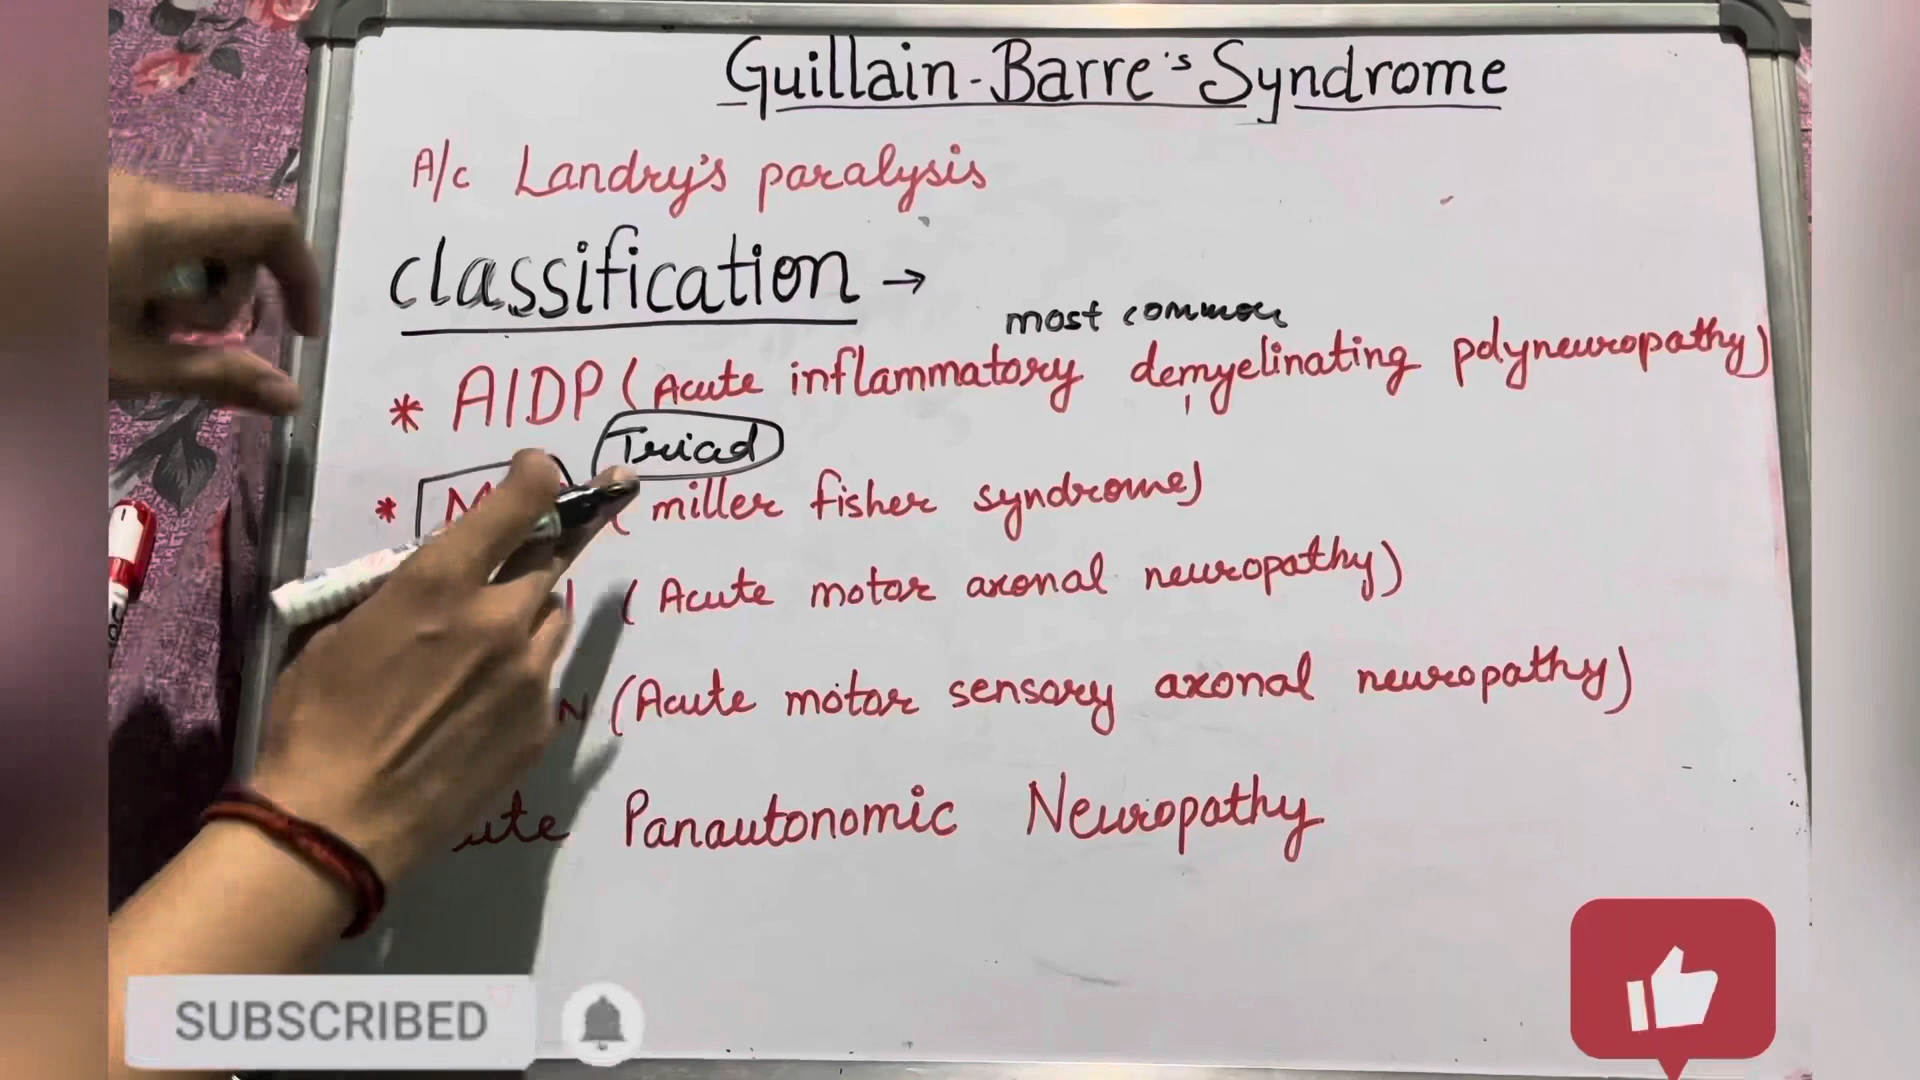 Guillain-Barre's Syndrome
A/c Landry's paralysis
classification →
most common
* AIDP (Acute inflammatory demyelinating polyneuropathy)
Triad
* (miller fisher syndrome)
(Acute motor axonal neuropathy)
(Acute motor sensory axonal neuropathy)
Panautonomic Neuropathy
SUBSCRIBED